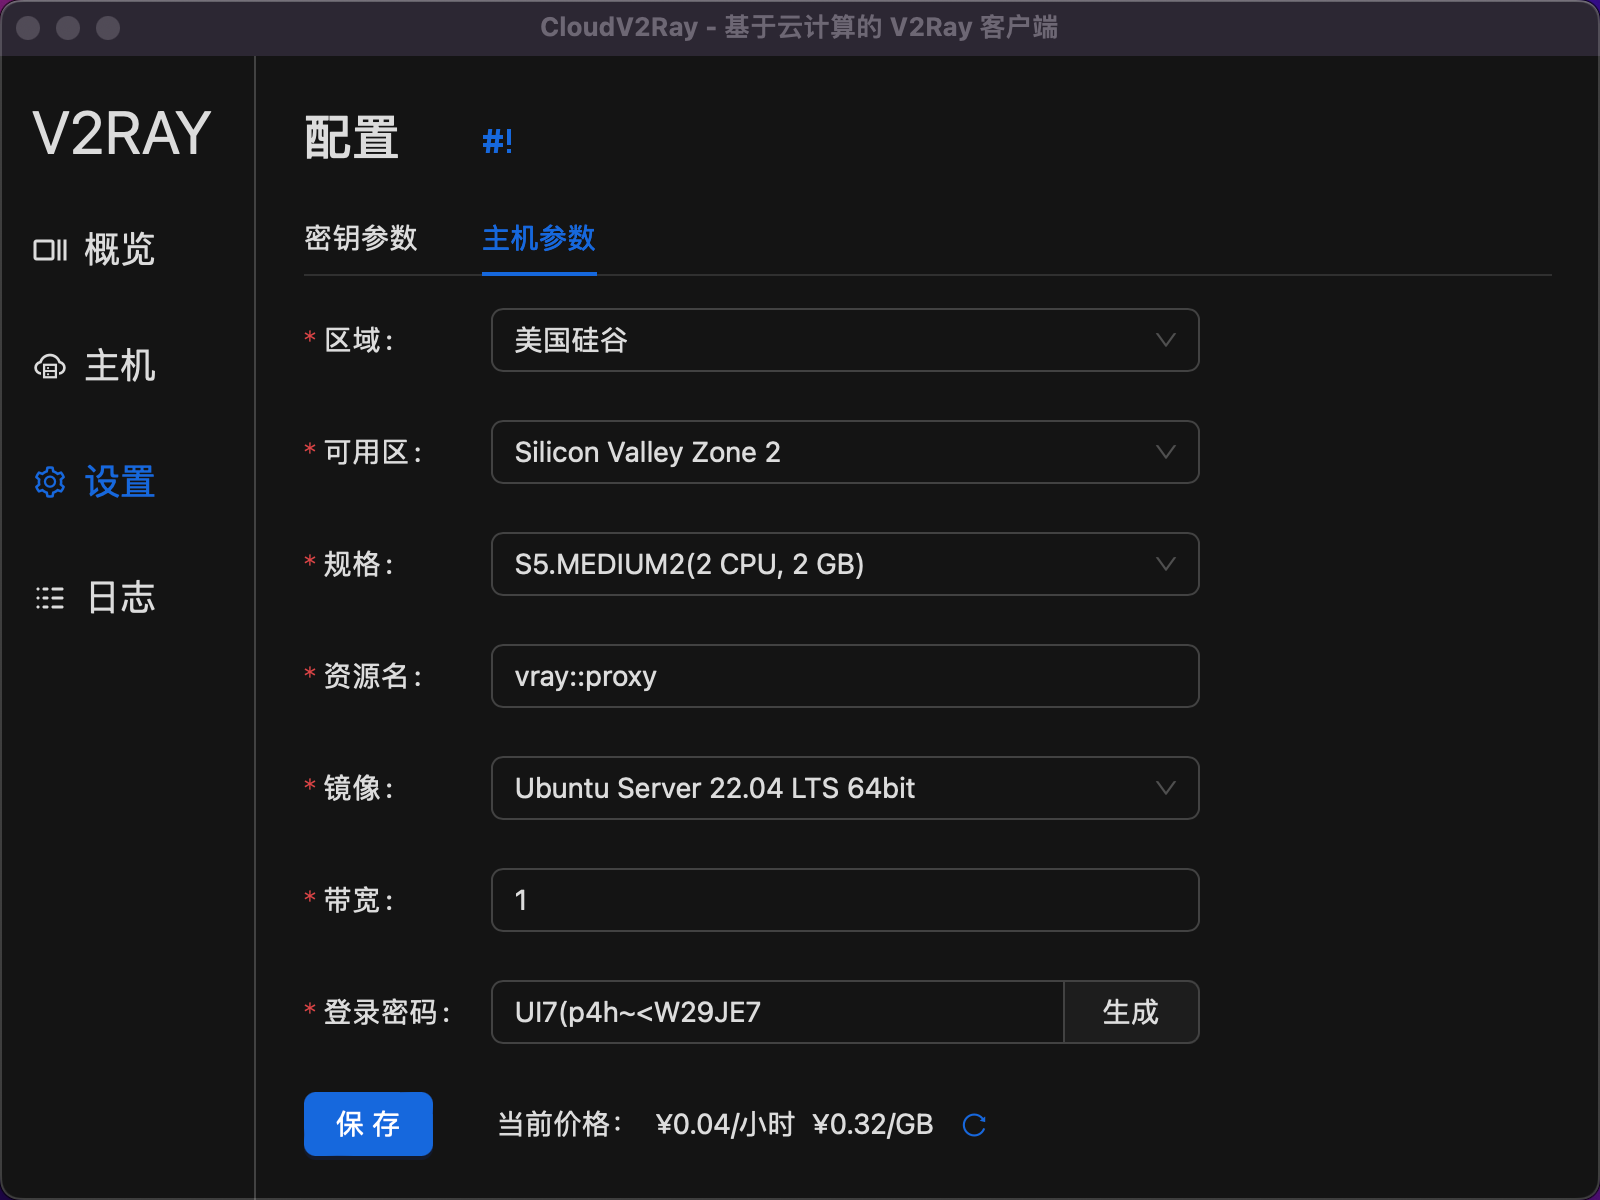 CloudV2Ray - 基于云计算的 V2Ray 客户端
V2RAY
概览
主机
设置
日志
配置 #!
密钥参数 主机参数
* 区域: 美国硅谷
* 可用区: Silicon Valley Zone 2
* 规格: S5.MEDIUM2(2 CPU, 2 GB)
* 资源名: vray::proxy
* 镜像: Ubuntu Server 22.04 LTS 64bit
* 带宽: 1
* 登录密码: UI7(p4h~<W29JE7 生成
保 存 当前价格: ¥0.04/小时 ¥0.32/GB